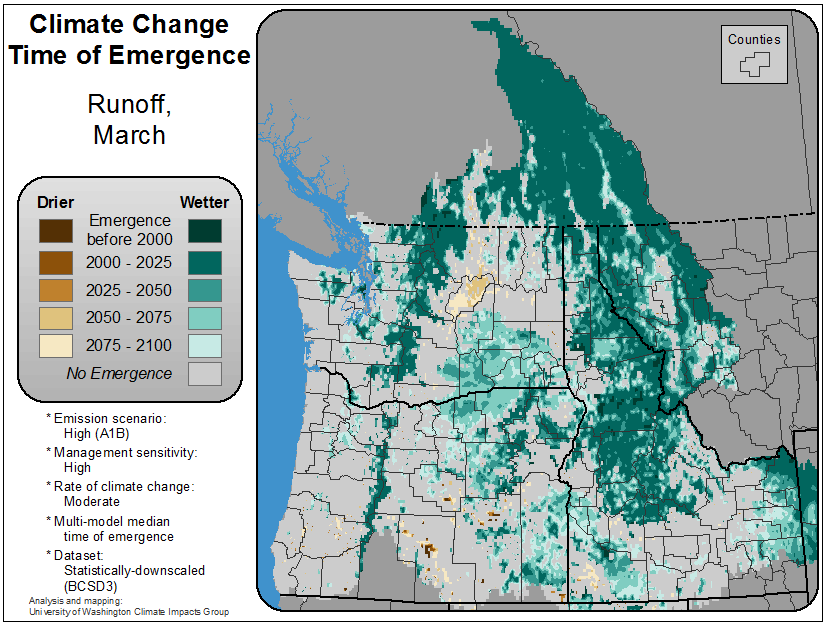 Climate Change
Time of Emergence
Runoff,
March
Drier
Wetter
Emergence
before 2000
2000 - 2025
2025 - 2050
2050 - 2075
2075 - 2100
No Emergence
* Emission scenario:
High (A1B)
* Management sensitivity:
High
* Rate of climate change:
Moderate
* Multi-model median
time of emergence
* Dataset:
Statistically-downscaled
(BCSD3)
Analysis and mapping:
University of Washington Climate Impacts Group
Counties